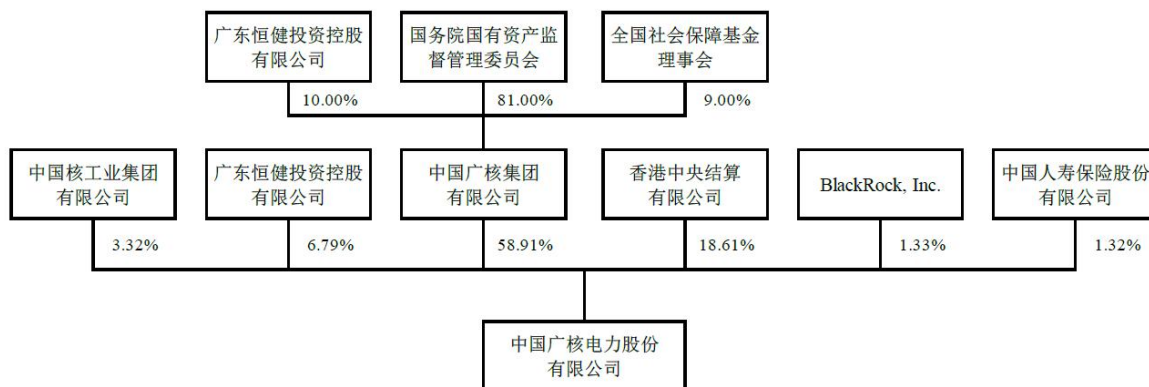 广东恒健投资控股
有限公司
国务院国有资产监
督管理委员会
全国社会保障基金
理事会
10.00%
81.00%
9.00%
中国核工业集团
有限公司
广东恒健投资控股
有限公司
中国广核集团
有限公司
香港中央结算
有限公司
BlackRock, Inc.
中国人寿保险股份
有限公司
3.32%
6.79%
58.91%
18.61%
1.33%
1.32%
中国广核电力股份
有限公司